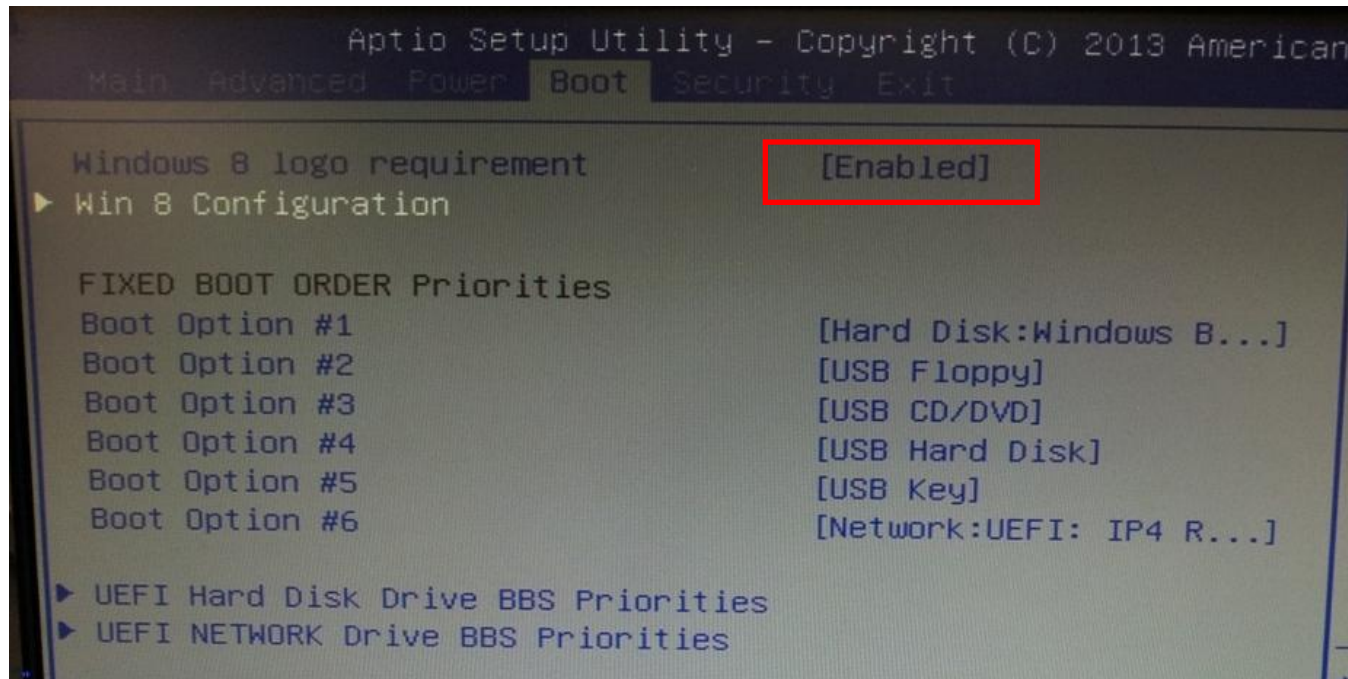 Aptio Setup Utility – Copyright (C) 2013 American
Main Advanced Power Boot Security Exit
Windows 8 logo requirement [Enabled]
Win 8 Configuration
FIXED BOOT ORDER Priorities
Boot Option #1 [Hard Disk:Windows B...]
Boot Option #2 [USB Floppy]
Boot Option #3 [USB CD/DVD]
Boot Option #4 [USB Hard Disk]
Boot Option #5 [USB Key]
Boot Option #6 [Network:UEFI: IP4 R...]
UEFI Hard Disk Drive BBS Priorities
UEFI NETWORK Drive BBS Priorities